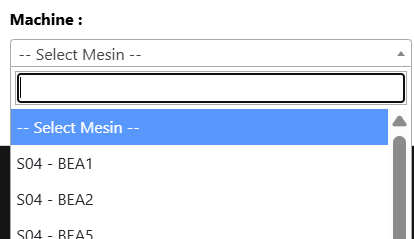 Machine :
-- Select Mesin --
-- Select Mesin --
S04 - BEA1
S04 - BEA2
S04 - BEA5